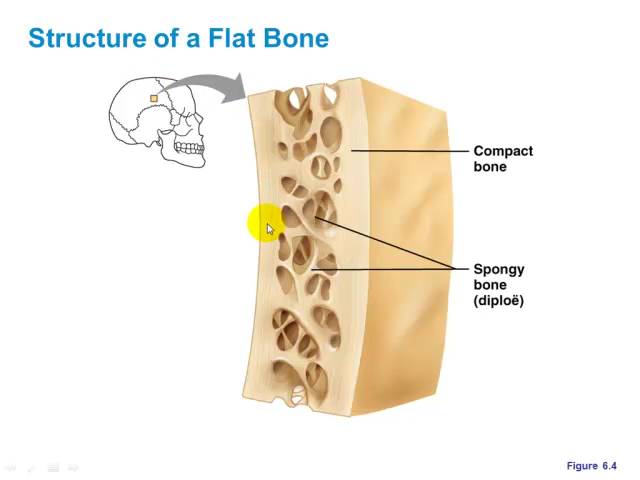 Structure of a Flat Bone
Compact
bone
Spongy
bone
(diploë)
Figure 6.4